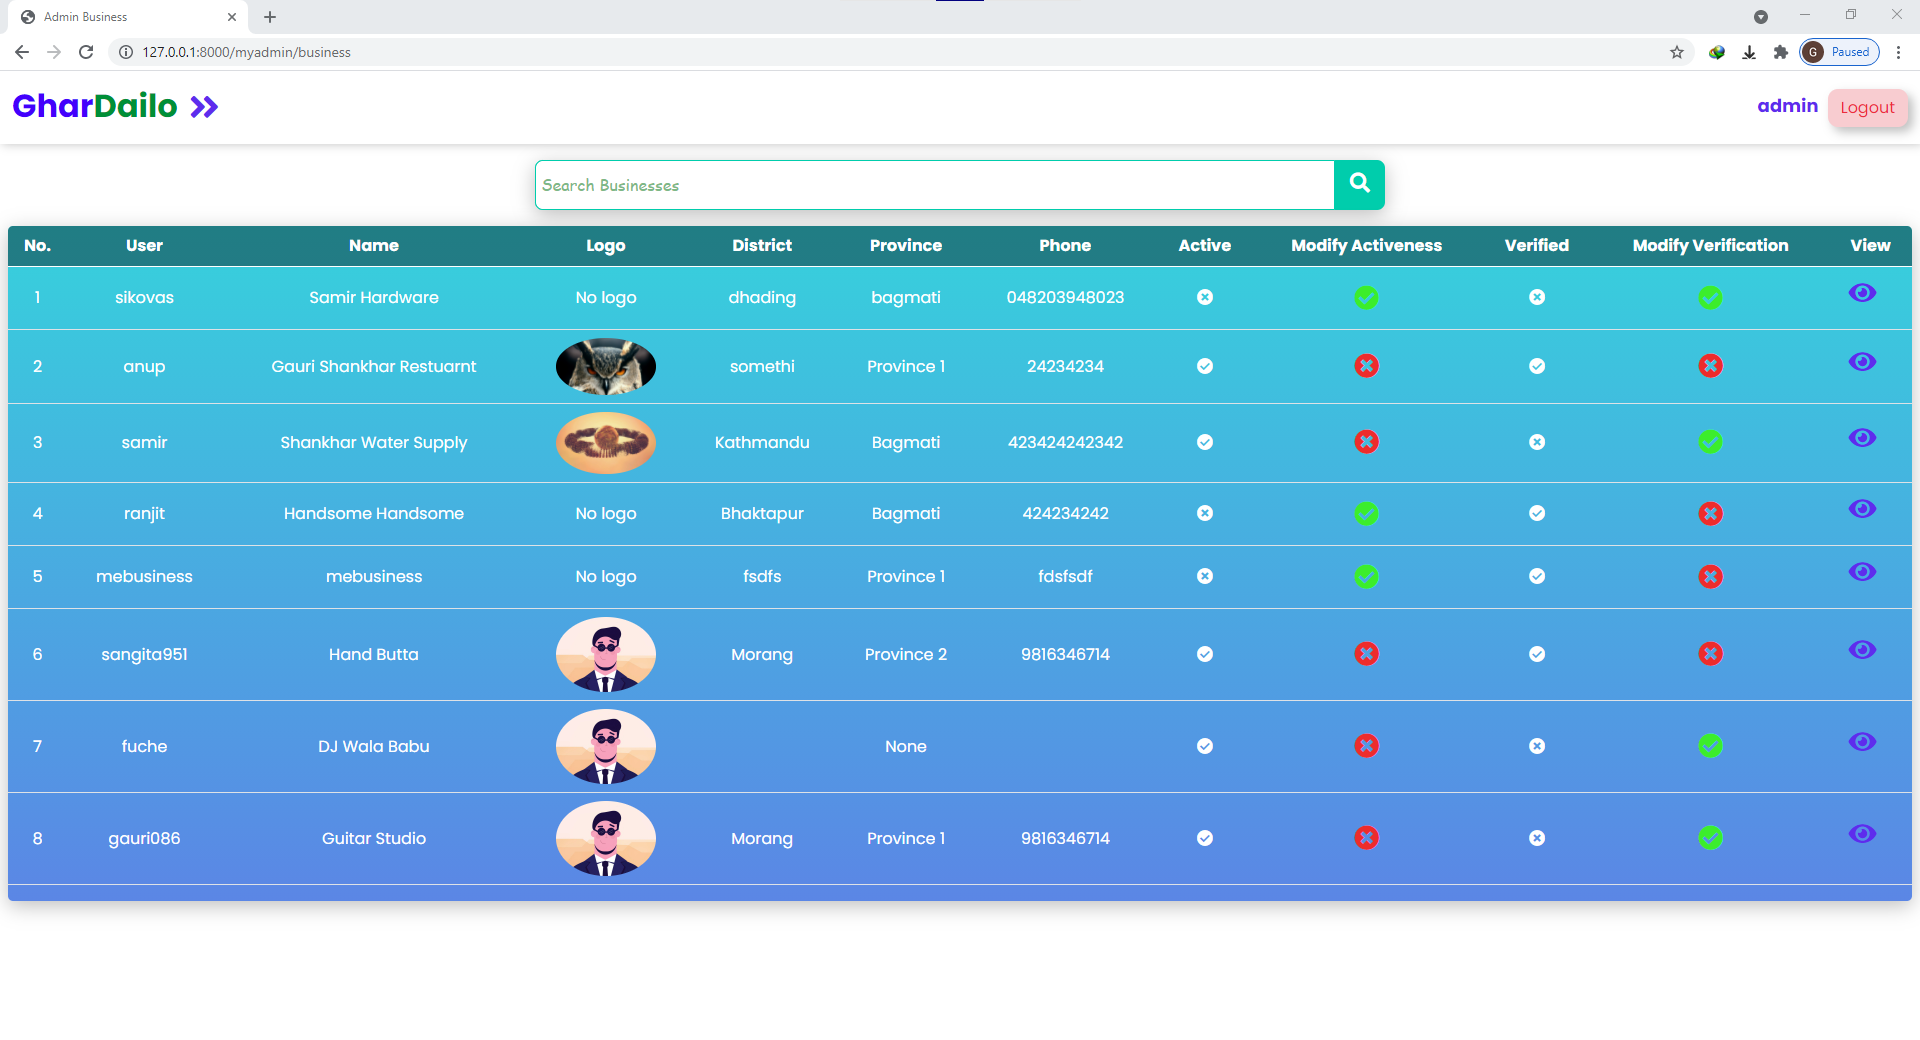 Admin Business
127.0.0.1:8000/myadmin/business
G Paused
GharDailo
admin Logout
Search Businesses
No. User Name Logo District Province Phone Active Modify Activeness Verified Modify Verification View
1 sikovas Samir Hardware No logo dhading bagmati 048203948023
2 anup Gauri Shankhar Restuarnt somethi Province 1 24234234
3 samir Shankhar Water Supply Kathmandu Bagmati 423424242342
4 ranjit Handsome Handsome No logo Bhaktapur Bagmati 424234242
5 mebusiness mebusiness No logo fsdfs Province 1 fdsfsdf
6 sangita951 Hand Butta Morang Province 2 9816346714
7 fuche DJ Wala Babu None
8 gauri086 Guitar Studio Morang Province 1 9816346714